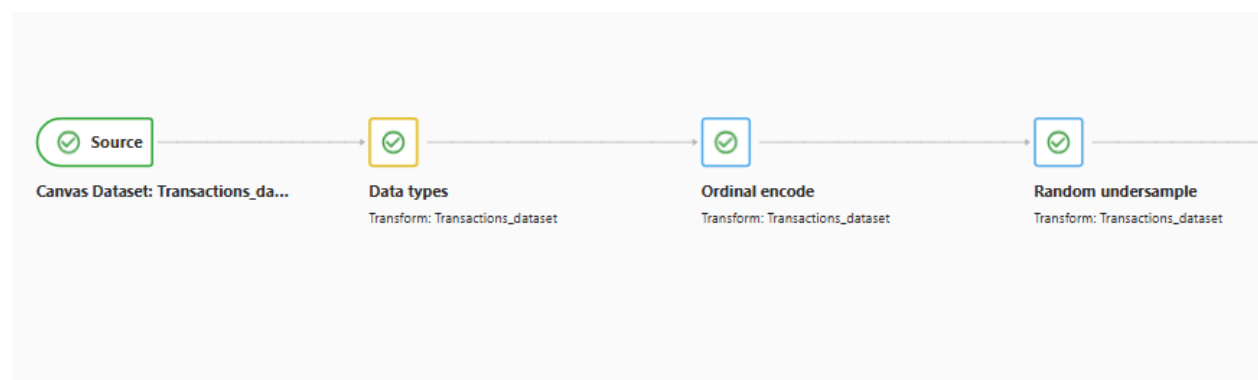 Source
Canvas Dataset: Transactions_da...
Data types
Transform: Transactions_dataset
Ordinal encode
Transform: Transactions_dataset
Random undersample
Transform: Transactions_dataset